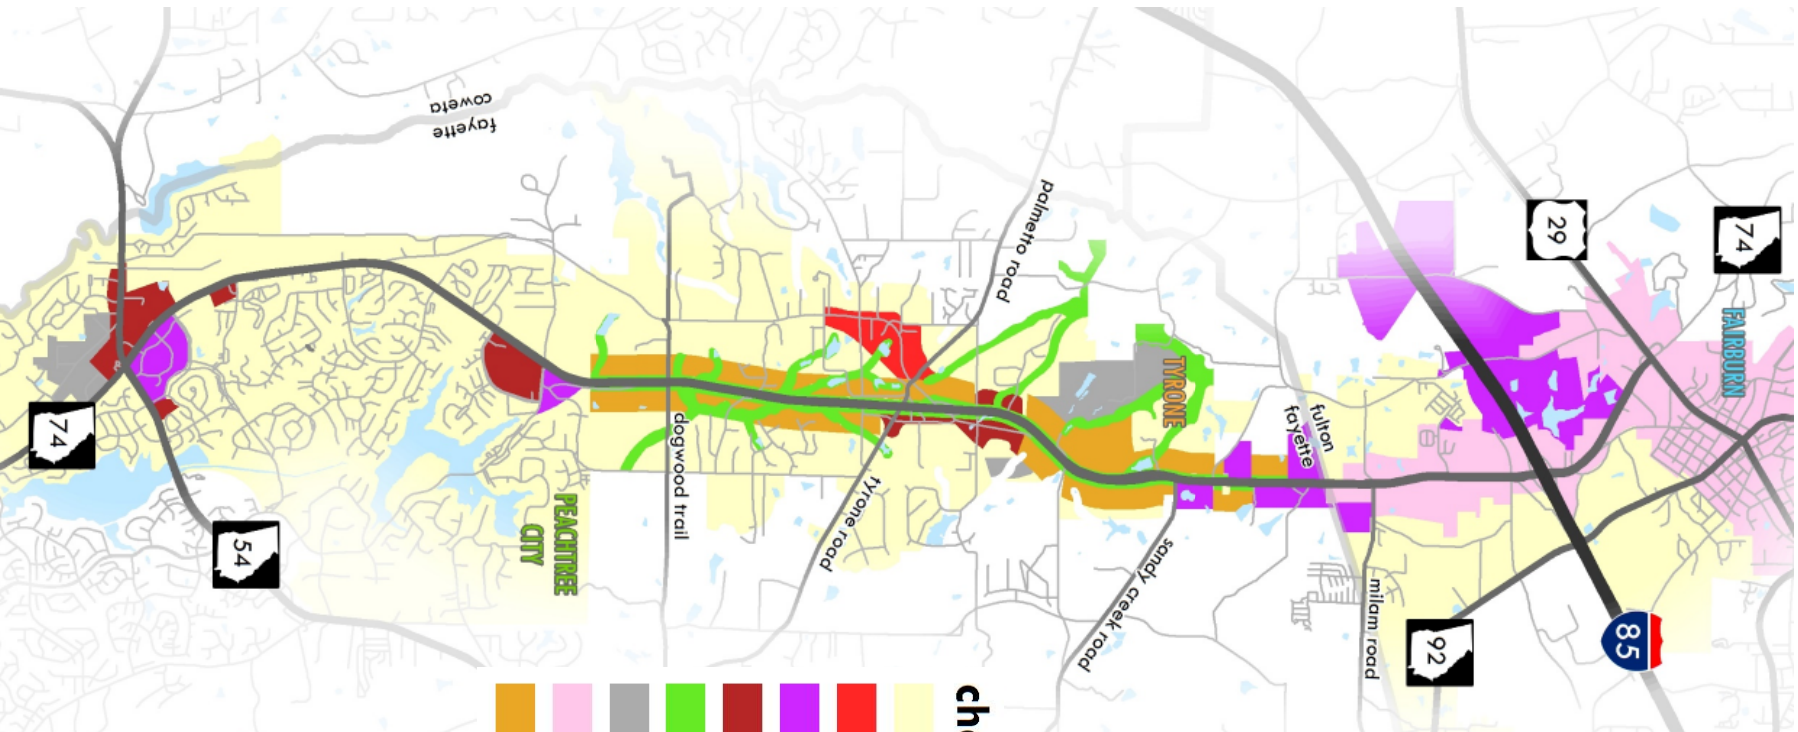 coweta
fayette
palmetto road
29
74
FAIRBURN
TYRONE
fulton
fayette
74
dogwood trail
tyrone road
PEACHTREE
CITY
54
sandy creek road
milam road
92
85